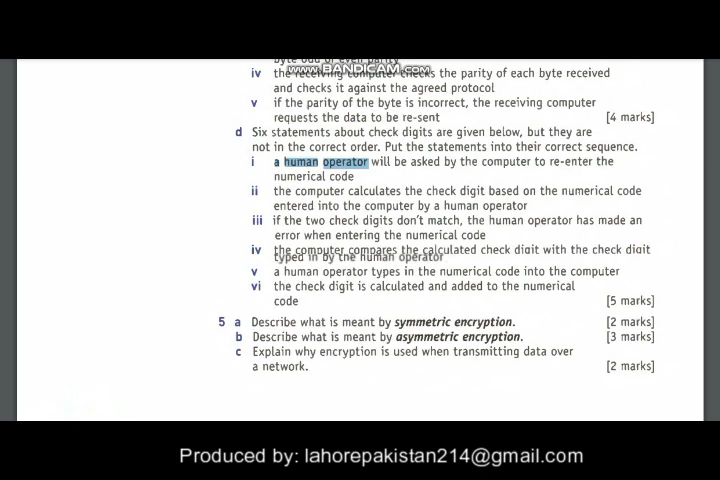 byte odd or even parity
www.BANDICAM.com
iv the receiving computer checks the parity of each byte received
and checks it against the agreed protocol
v if the parity of the byte is incorrect, the receiving computer
requests the data to be re-sent [4 marks]
d Six statements about check digits are given below, but they are
not in the correct order. Put the statements into their correct sequence.
i a human operator will be asked by the computer to re-enter the
numerical code
ii the computer calculates the check digit based on the numerical code
entered into the computer by a human operator
iii if the two check digits don't match, the human operator has made an
error when entering the numerical code
iv the computer compares the calculated check digit with the check digit
typed in by the human operator
v a human operator types in the numerical code into the computer
vi the check digit is calculated and added to the numerical
code [5 marks]
5 a Describe what is meant by symmetric encryption. [2 marks]
b Describe what is meant by asymmetric encryption. [3 marks]
c Explain why encryption is used when transmitting data over
a network. [2 marks]
Produced by: lahorepakistan214@gmail.com